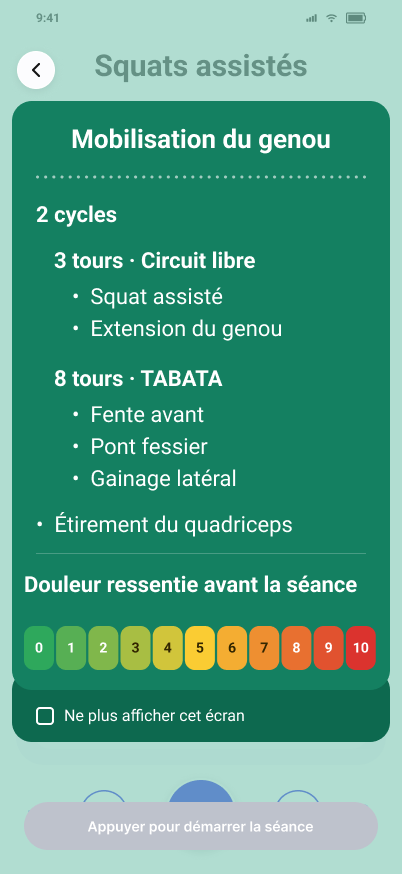 9:41
Squats assistés
Mobilisation du genou
2 cycles
3 tours · Circuit libre
• Squat assisté
• Extension du genou
8 tours · TABATA
• Fente avant
• Pont fessier
• Gainage latéral
• Étirement du quadriceps
Douleur ressentie avant la séance
0 1 2 3 4 5 6 7 8 9 10
Ne plus afficher cet écran
Appuyer pour démarrer la séance